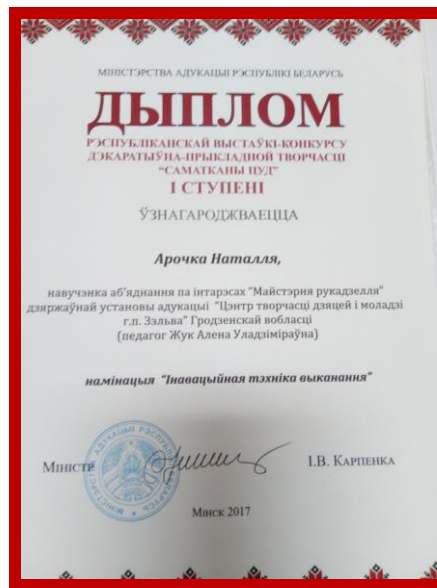 МІНІСТЭРСТВА АДУКАЦЫІ РЭСПУБЛІКІ БЕЛАРУСЬ
ДЫПЛОМ
РЭСПУБЛІКАНСКАЙ ВЫСТАЎКІ-КОНКУРСУ
ДЭКАРАТЫЎНА-ПРЫКЛАДНОЙ ТВОРЧАСЦІ
“САМАТКАНЫ ЦУД”
І СТУПЕНІ
ЎЗНАГАРОДЖВАЕЦЦА
Арочка Наталля,
навучэнка аб’яднання па інтарэсах “Майстэрня рукадзелля”
дзяржаўнай установы адукацыі “Цэнтр творчасці дзяцей і моладзі
г.п. Зэльва” Гродзенскай вобласці
(педагог Жук Алена Уладзіміраўна)
намінацыя “Інавацыйная тэхніка выканання”
МІНІСТР
І.В. КАРПЕНКА
МІНСК 2017